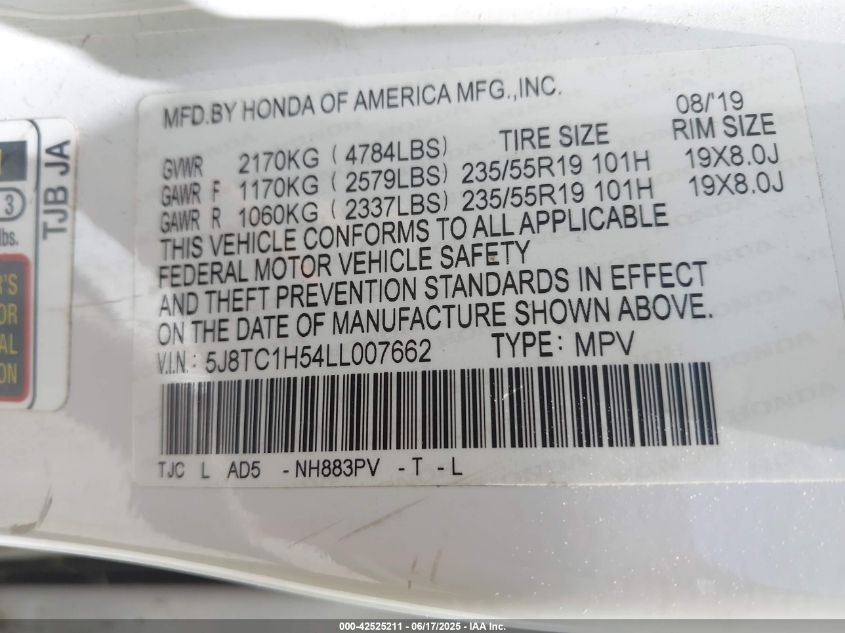 MFD.BY HONDA OF AMERICA MFG.,INC. 08/'19
TIRE SIZE RIM SIZE
GVWR 2170KG ( 4784LBS)
GAWR F 1170KG ( 2579LBS) 235/55R19 101H 19X8.0J
GAWR R 1060KG ( 2337LBS) 235/55R19 101H 19X8.0J
THIS VEHICLE CONFORMS TO ALL APPLICABLE
FEDERAL MOTOR VEHICLE SAFETY
AND THEFT PREVENTION STANDARDS IN EFFECT
ON THE DATE OF MANUFACTURE SHOWN ABOVE.
V.I.N.: 5J8TC1H54LL007662 TYPE: MPV
TJC L AD5 -NH883PV -T -L
TJB JA
3
lbs.
000-42525211 - 06/17/2025 - IAA Inc.